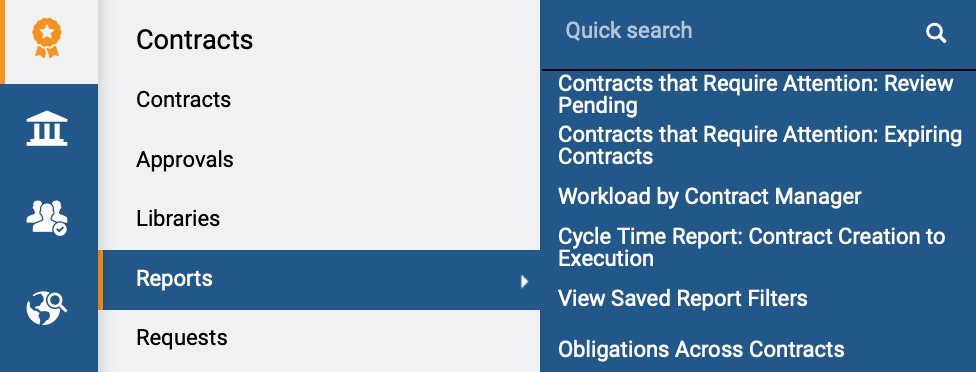 Contracts
Contracts
Approvals
Libraries
Reports
Requests
Quick search
Contracts that Require Attention: Review
Pending
Contracts that Require Attention: Expiring
Contracts
Workload by Contract Manager
Cycle Time Report: Contract Creation to
Execution
View Saved Report Filters
Obligations Across Contracts